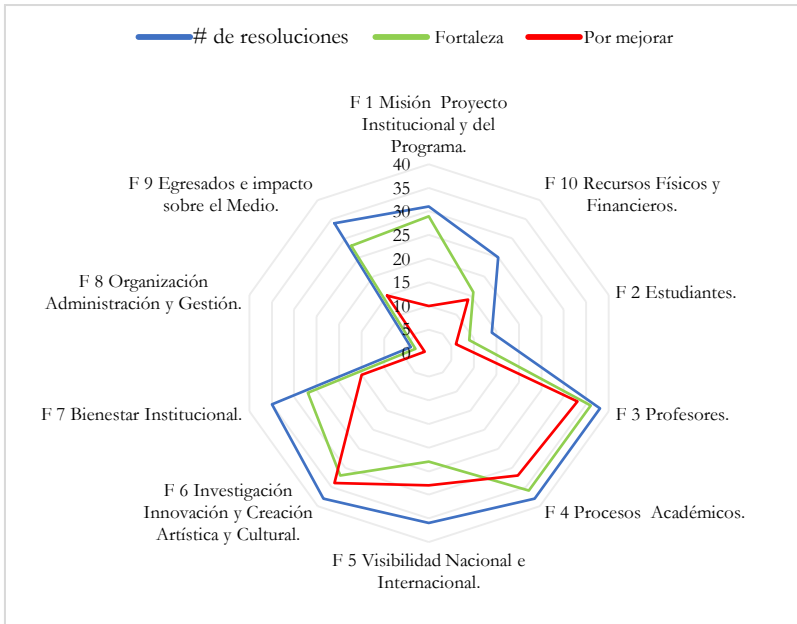 # de resoluciones Fortaleza Por mejorar
F 1 Misión Proyecto
Institucional y del
Programa.
F 10 Recursos Físicos y
Financieros.
F 2 Estudiantes.
F 3 Profesores.
F 4 Procesos Académicos.
F 5 Visibilidad Nacional e
Internacional.
F 6 Investigación
Innovación y Creación
Artística y Cultural.
F 7 Bienestar Institucional.
F 8 Organización
Administración y Gestión.
F 9 Egresados e impacto
sobre el Medio.
40
35
30
25
20
15
10
5
0